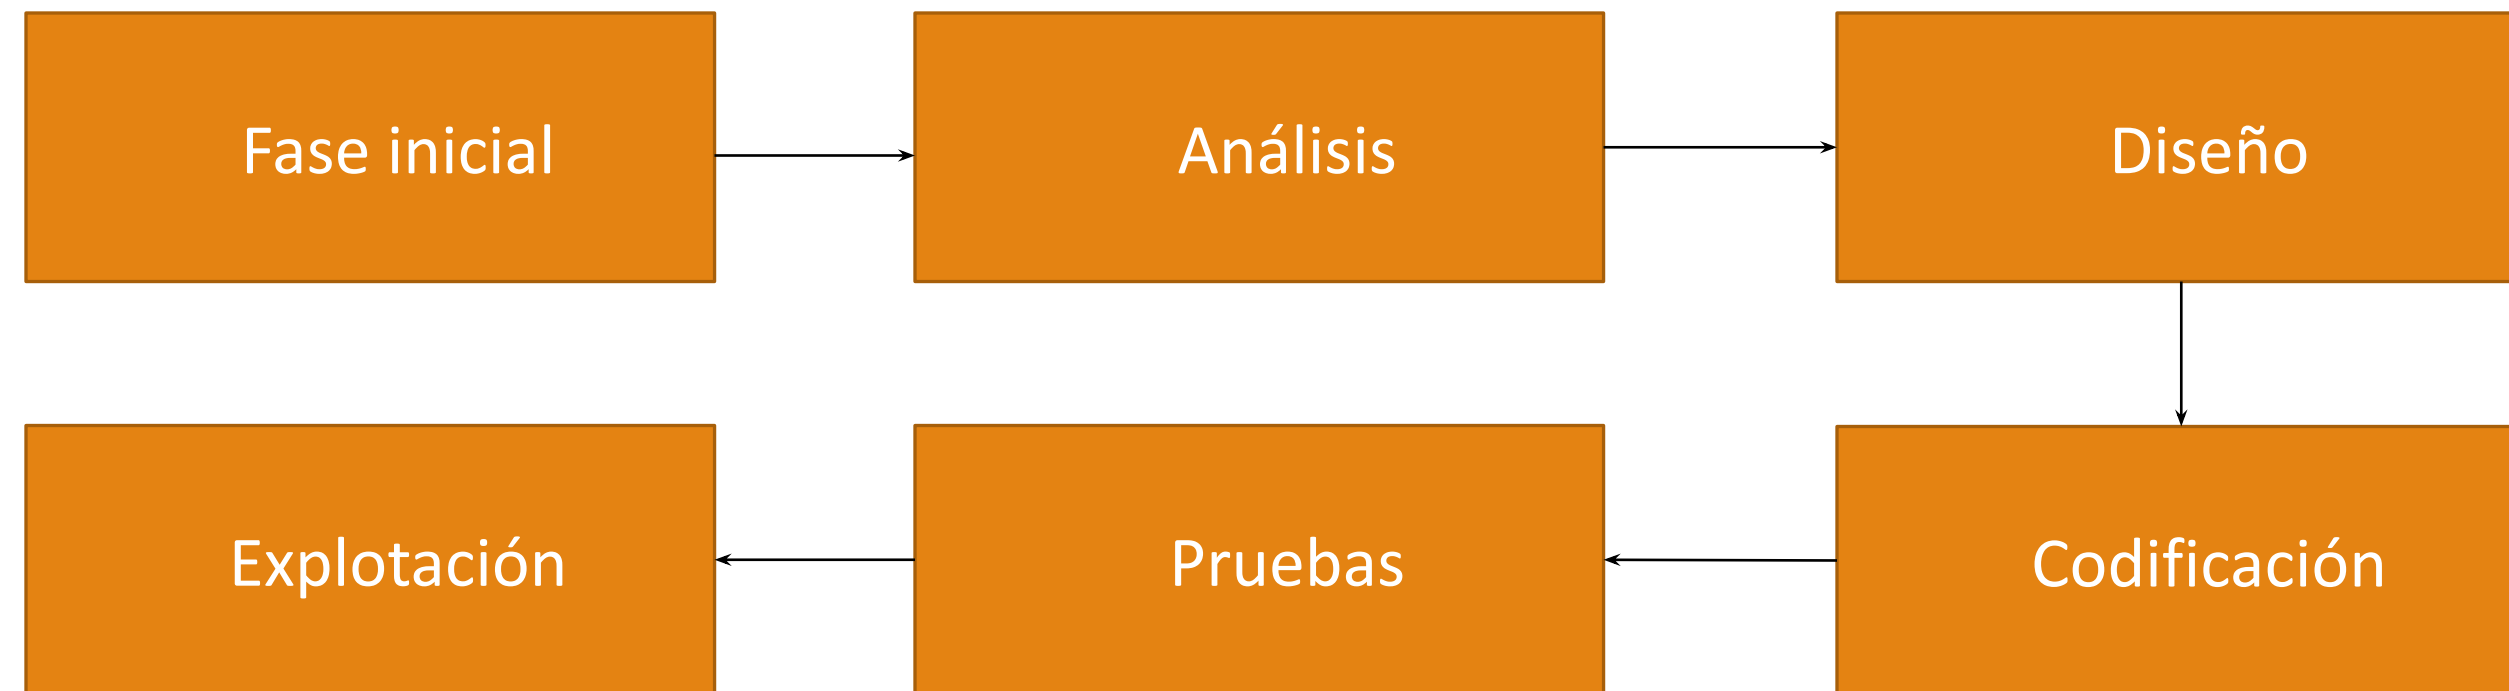 Fase inicial
Análisis
Diseño
Explotación
Pruebas
Codificación